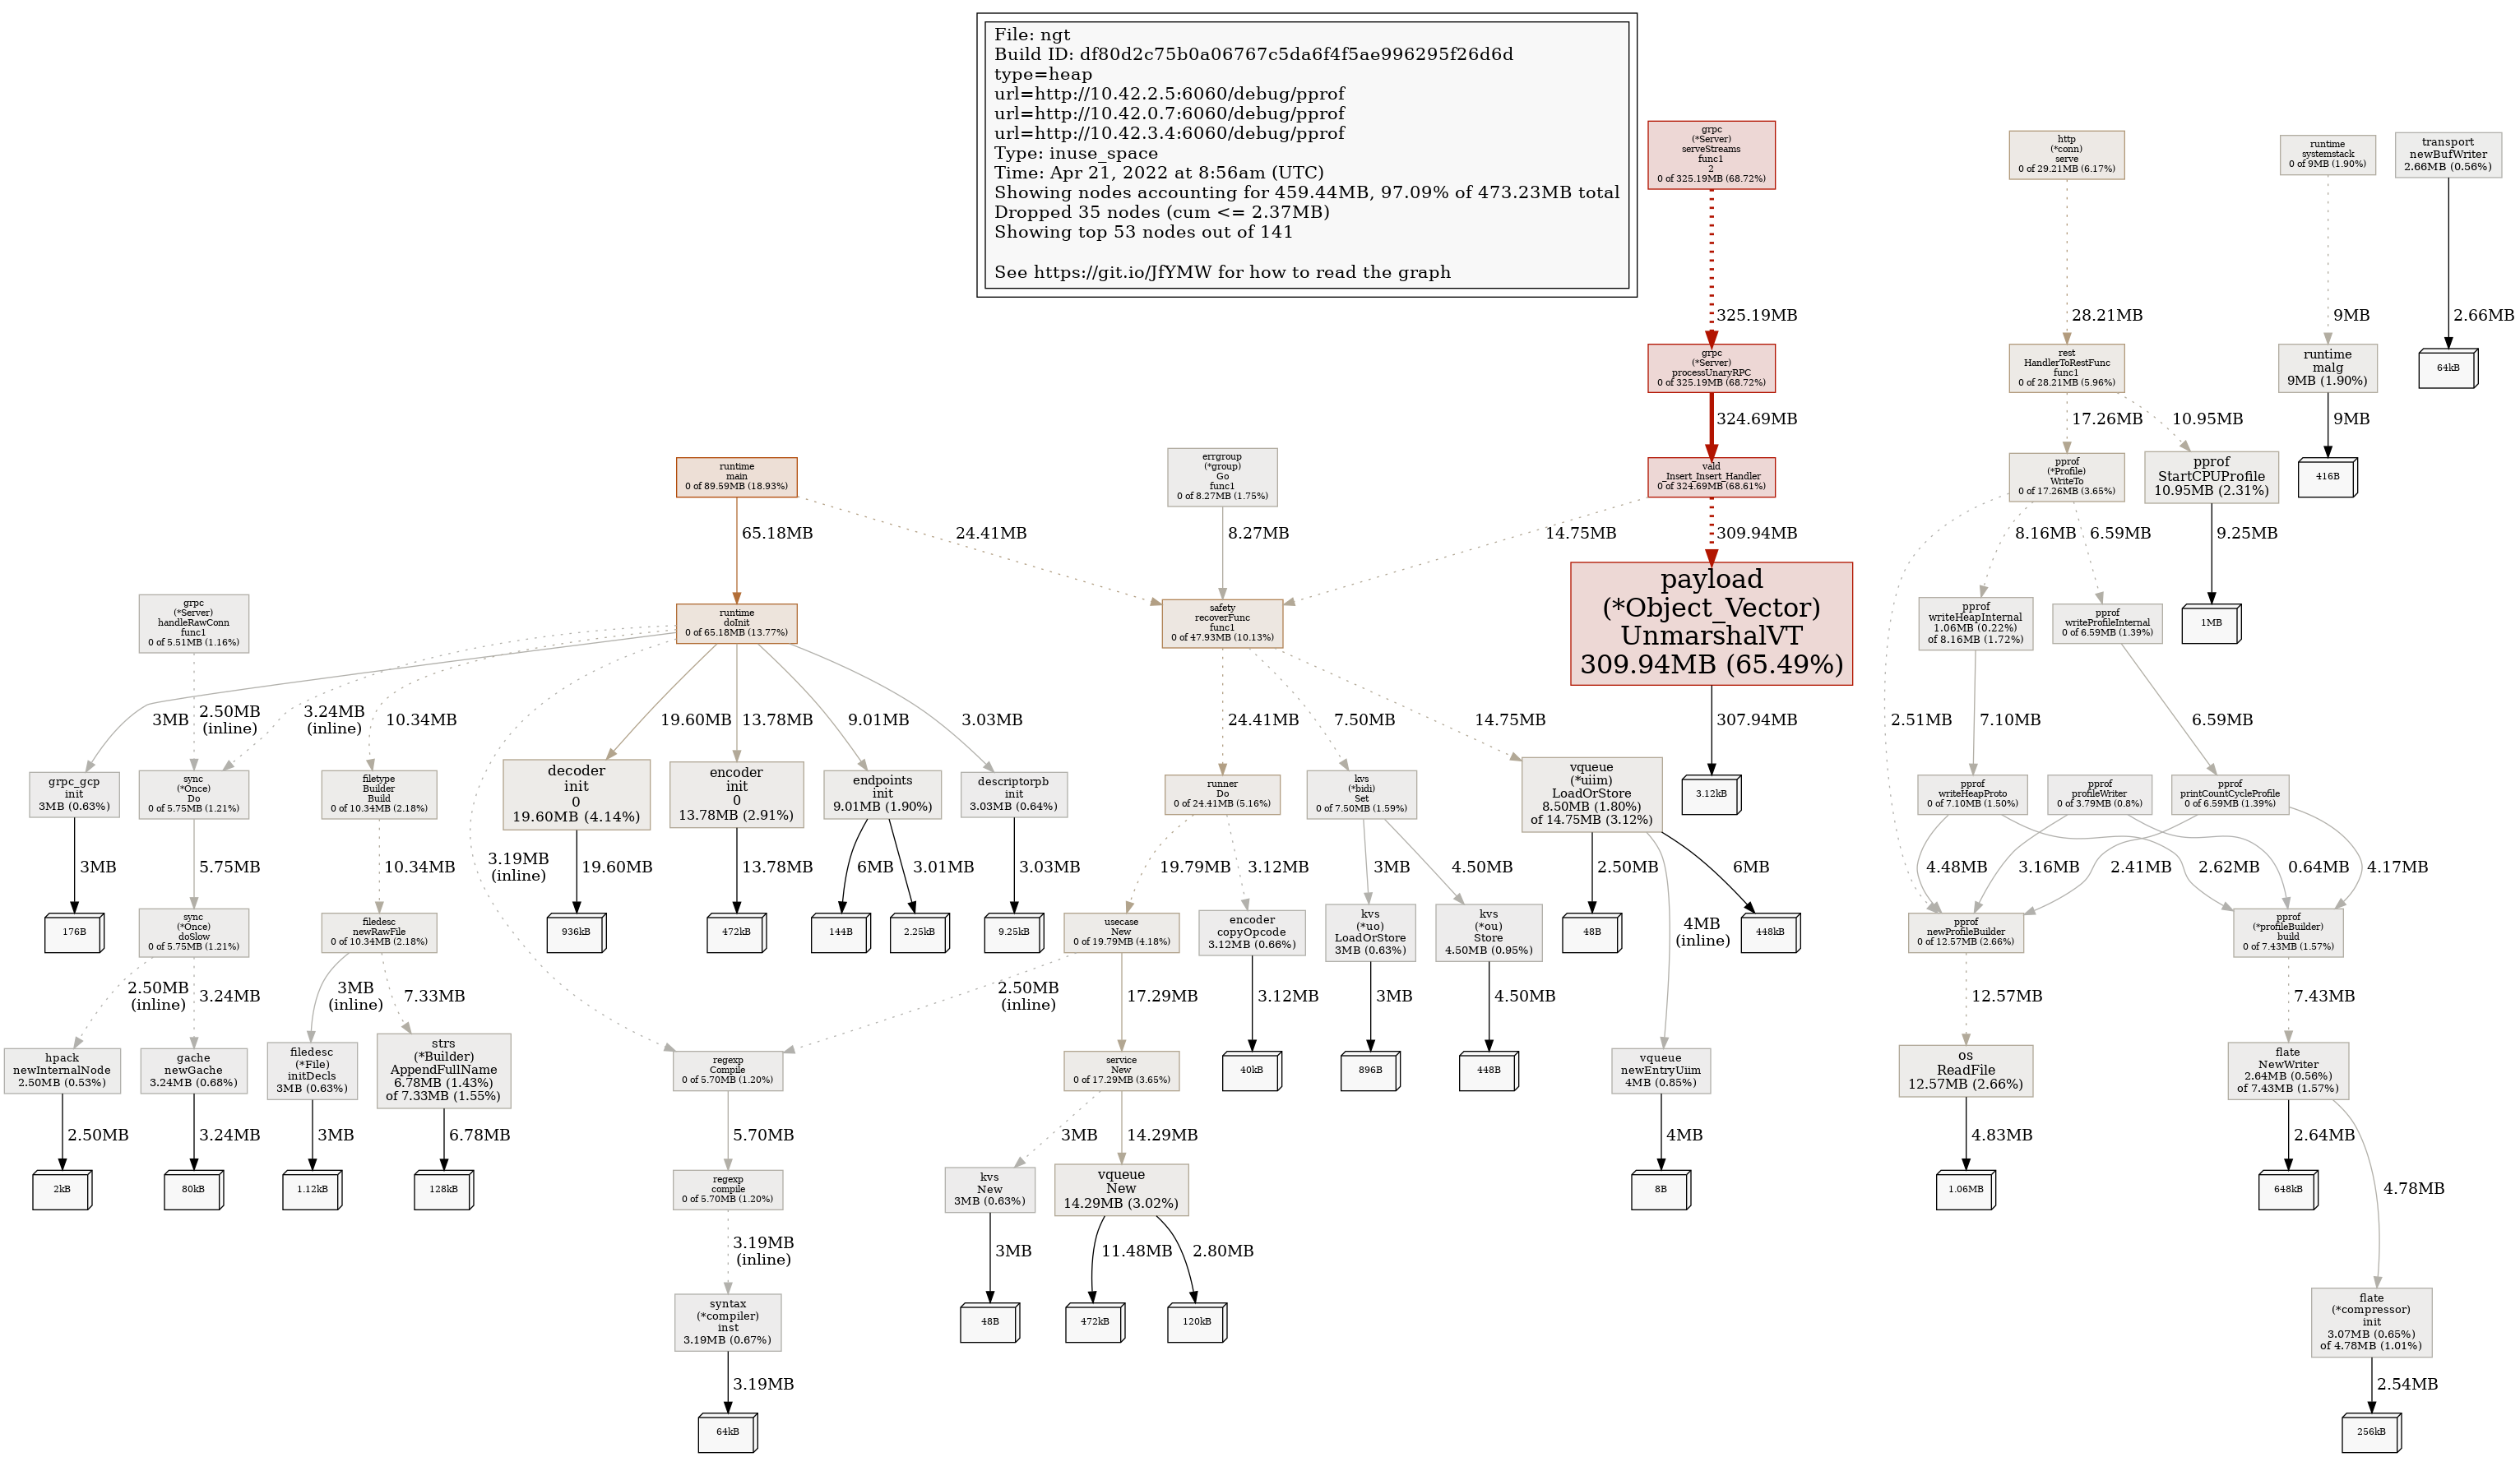 File: ngt
Build ID: df80d2c75b0a06767c5da6f4f5ae996295f26d6d
type=heap
url=http://10.42.2.5:6060/debug/pprof
url=http://10.42.0.7:6060/debug/pprof
url=http://10.42.3.4:6060/debug/pprof
Type: inuse_space
Time: Apr 21, 2022 at 8:56am (UTC)
Showing nodes accounting for 459.44MB, 97.09% of 473.23MB total
Dropped 35 nodes (cum <= 2.37MB)
Showing top 53 nodes out of 141
See https://git.io/JfYMW for how to read the graph
grpc
(*Server)
serveStreams
func1
2
0 of 325.19MB (68.72%)
http
(*conn)
serve
0 of 29.21MB (6.17%)
runtime
systemstack
0 of 9MB (1.90%)
transport
newBufWriter
2.66MB (0.56%)
325.19MB
28.21MB
9MB
2.66MB
grpc
(*Server)
processUnaryRPC
0 of 325.19MB (68.72%)
rest
HandlerToRestFunc
func1
0 of 28.21MB (5.96%)
runtime
malg
9MB (1.90%)
64kB
324.69MB
17.26MB
10.95MB
9MB
runtime
main
0 of 89.59MB (18.93%)
errgroup
(*group)
Go
func1
0 of 8.27MB (1.75%)
vald
_Insert_Insert_Handler
0 of 324.69MB (68.61%)
pprof
(*Profile)
WriteTo
0 of 17.26MB (3.65%)
pprof
StartCPUProfile
10.95MB (2.31%)
416B
65.18MB
24.41MB
8.27MB
14.75MB
309.94MB
8.16MB
6.59MB
9.25MB
grpc
(*Server)
handleRawConn
func1
0 of 5.51MB (1.16%)
runtime
doInit
0 of 65.18MB (13.77%)
safety
recoverFunc
func1
0 of 47.93MB (10.13%)
payload
(*Object_Vector)
UnmarshalVT
309.94MB (65.49%)
pprof
writeHeapInternal
1.06MB (0.22%)
of 8.16MB (1.72%)
pprof
writeProfileInternal
0 of 6.59MB (1.39%)
1MB
3MB
2.50MB
(inline)
3.24MB
(inline)
10.34MB
19.60MB
13.78MB
9.01MB
3.03MB
24.41MB
7.50MB
14.75MB
307.94MB
2.51MB
7.10MB
6.59MB
grpc_gcp
init
3MB (0.63%)
sync
(*Once)
Do
0 of 5.75MB (1.21%)
filetype
Builder
Build
0 of 10.34MB (2.18%)
decoder
init
0
19.60MB (4.14%)
encoder
init
0
13.78MB (2.91%)
endpoints
init
9.01MB (1.90%)
descriptorpb
init
3.03MB (0.64%)
runner
Do
0 of 24.41MB (5.16%)
kvs
(*bidi)
Set
0 of 7.50MB (1.59%)
vqueue
(*uiim)
LoadOrStore
8.50MB (1.80%)
of 14.75MB (3.12%)
3.12kB
pprof
writeHeapProto
0 of 7.10MB (1.50%)
pprof
profileWriter
0 of 3.79MB (0.8%)
pprof
printCountCycleProfile
0 of 6.59MB (1.39%)
3MB
5.75MB
10.34MB
3.19MB
(inline)
19.60MB
13.78MB
6MB
3.01MB
3.03MB
19.79MB
3.12MB
3MB
4.50MB
2.50MB
4MB
(inline)
6MB
4.48MB
3.16MB
2.41MB
2.62MB
0.64MB
4.17MB
176B
sync
(*Once)
doSlow
0 of 5.75MB (1.21%)
filedesc
newRawFile
0 of 10.34MB (2.18%)
936kB
472kB
144B
2.25kB
9.25kB
usecase
New
0 of 19.79MB (4.18%)
encoder
copyOpcode
3.12MB (0.66%)
kvs
(*uo)
LoadOrStore
3MB (0.63%)
kvs
(*ou)
Store
4.50MB (0.95%)
48B
448kB
pprof
newProfileBuilder
0 of 12.57MB (2.66%)
pprof
(*profileBuilder)
build
0 of 7.43MB (1.57%)
2.50MB
(inline)
3.24MB
3MB
(inline)
7.33MB
2.50MB
(inline)
17.29MB
3.12MB
3MB
4.50MB
12.57MB
7.43MB
hpack
newInternalNode
2.50MB (0.53%)
gache
newGache
3.24MB (0.68%)
filedesc
(*File)
initDecls
3MB (0.63%)
strs
(*Builder)
AppendFullName
6.78MB (1.43%)
of 7.33MB (1.55%)
regexp
Compile
0 of 5.70MB (1.20%)
service
New
0 of 17.29MB (3.65%)
40kB
896B
448B
vqueue
newEntryUiim
4MB (0.85%)
os
ReadFile
12.57MB (2.66%)
flate
NewWriter
2.64MB (0.56%)
of 7.43MB (1.57%)
2.50MB
3.24MB
3MB
6.78MB
5.70MB
3MB
14.29MB
4MB
4.83MB
2.64MB
4.78MB
2kB
80kB
1.12kB
128kB
regexp
compile
0 of 5.70MB (1.20%)
kvs
New
3MB (0.63%)
vqueue
New
14.29MB (3.02%)
8B
1.06MB
648kB
3.19MB
(inline)
3MB
11.48MB
2.80MB
syntax
(*compiler)
inst
3.19MB (0.67%)
48B
472kB
120kB
flate
(*compressor)
init
3.07MB (0.65%)
of 4.78MB (1.01%)
3.19MB
2.54MB
64kB
256kB